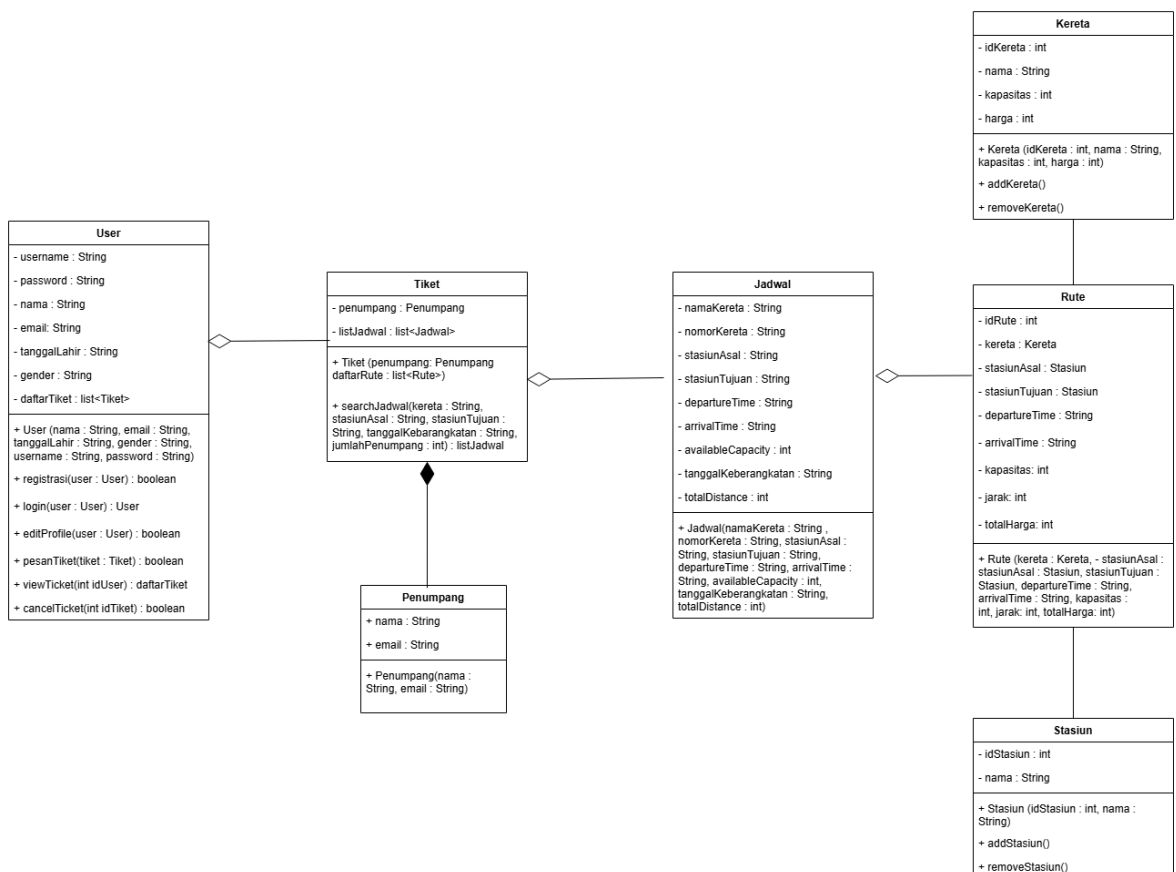 Kereta
- idKereta : int
- nama : String
- kapasitas : int
- harga : int
+ Kereta (idKereta : int, nama : String,
kapasitas : int, harga : int)
+ addKereta()
+ removeKereta()
User
- username : String
- password : String
- nama : String
- email: String
- tanggalLahir : String
- gender : String
- daftarTiket : list<Tiket>
+ User (nama : String, email : String,
tanggalLahir : String, gender : String,
username : String, password : String)
+ registrasi(user : User) : boolean
+ login(user : User) : User
+ editProfile(user : User) : boolean
+ pesanTiket(tiket : Tiket) : boolean
+ viewTicket(int idUser) : daftarTiket
+ cancelTicket(int idTiket) : boolean
Tiket
- penumpang : Penumpang
- listJadwal : list<Jadwal>
+ Tiket (penumpang: Penumpang
daftarRute : list<Rute>)
+ searchJadwal(kereta : String,
stasiunAsal : String, stasiunTujuan :
String, tanggalKebarangkatan : String,
jumlahPenumpang : int) : listJadwal
Penumpang
+ nama : String
+ email : String
+ Penumpang(nama :
String, email : String)
Jadwal
- namaKereta : String
- nomorKereta : String
- stasiunAsal : String
- stasiunTujuan : String
- departureTime : String
- arrivalTime : String
- availableCapacity : int
- tanggalKeberangkatan : String
- totalDistance : int
+ Jadwal(namaKereta : String ,
nomorKereta : String, stasiunAsal :
String, stasiunTujuan : String,
departureTime : String, arrivalTime :
String, availableCapacity : int,
tanggalKeberangkatan : String,
totalDistance : int)
Rute
- idRute : int
- kereta : Kereta
- stasiunAsal : Stasiun
- stasiunTujuan : Stasiun
- departureTime : String
- arrivalTime : String
- kapasitas: int
- jarak: int
- totalHarga: int
+ Rute (kereta : Kereta, - stasiunAsal :
stasiunAsal : Stasiun, stasiunTujuan :
Stasiun, departureTime : String,
arrivalTime : String, kapasitas :
int, jarak: int, totalHarga: int)
Stasiun
- idStasiun : int
- nama : String
+ Stasiun (idStasiun : int, nama :
String)
+ addStasiun()
+ removeStasiun()